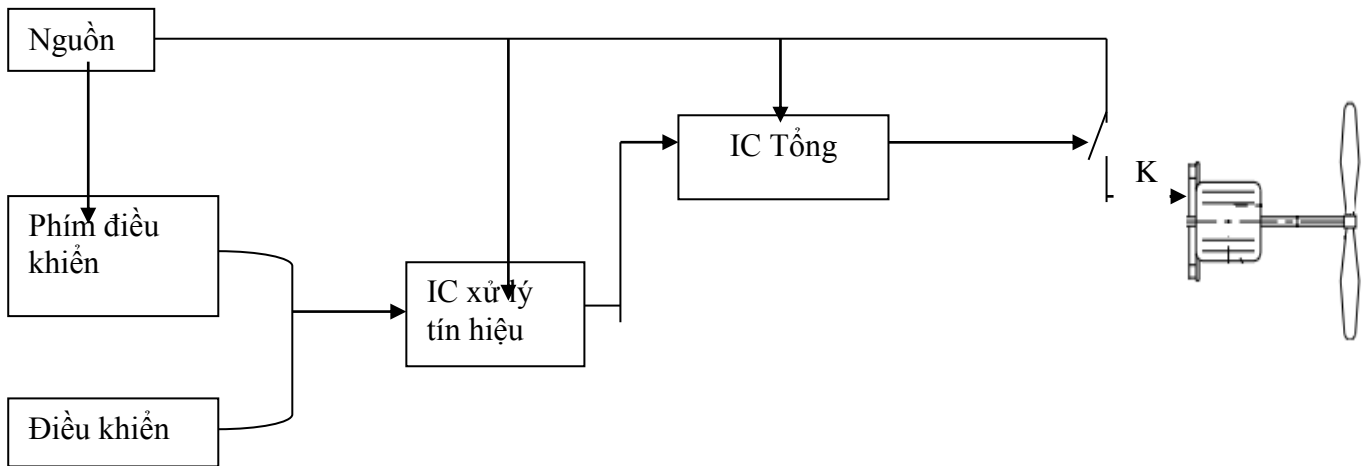 Nguồn
IC Tổng
K
Phím điều
khiển
IC xử lý
tín hiệu
Điều khiển